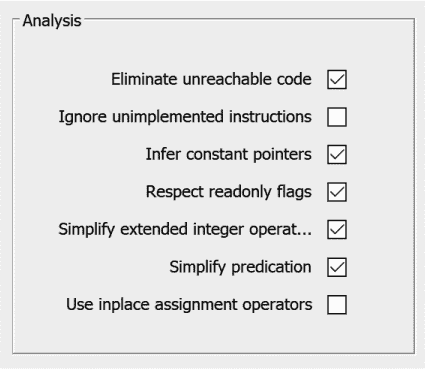 Analysis
Eliminate unreachable code
Ignore unimplemented instructions
Infer constant pointers
Respect readonly flags
Simplify extended integer operat...
Simplify predication
Use inplace assignment operators